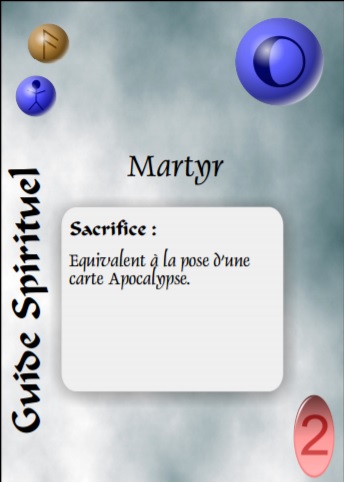 Martyr
Guide Spirituel
Sacrifice :
Equivalent à la pose d'une
carte Apocalypse.
2